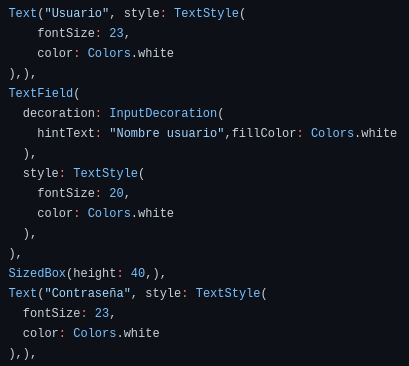 Text("Usuario", style: TextStyle(
fontSize: 23,
color: Colors.white
),),
TextField(
decoration: InputDecoration(
hintText: "Nombre usuario",fillColor: Colors.white
),
style: TextStyle(
fontSize: 20,
color: Colors.white
),
),
SizedBox(height: 40,),
Text("Contraseña", style: TextStyle(
fontSize: 23,
color: Colors.white
),),